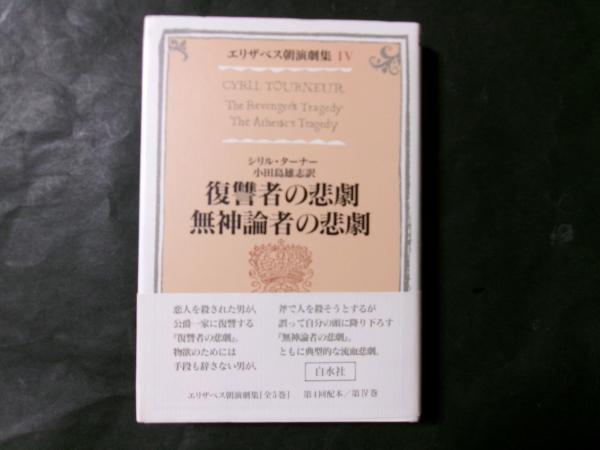 エリザベス朝演劇集 IV
CYRIL TOURNEUR
The Revenger's Tragedy
The Atheist's Tragedy
シリル・ターナー
小田島雄志訳
復讐者の悲劇
無神論者の悲劇
恋人を殺された男が、
公爵一家に復讐する
『復讐者の悲劇』。
物欲のためには
手段も辞さない男が、
斧で人を殺そうとするが
誤って自分の頭に降り下ろす
『無神論者の悲劇』。
ともに典型的な流血悲劇。
白水社
エリザベス朝演劇集[全5巻] 第4回配本/第IV巻